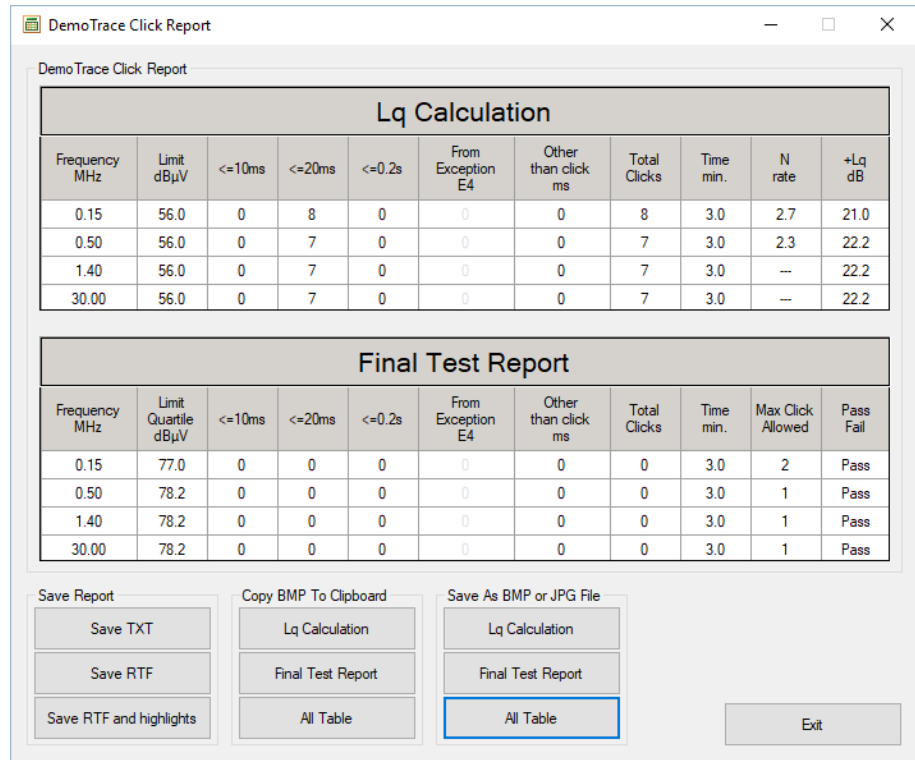 DemoTrace Click Report
DemoTrace Click Report
Lq Calculation
Frequency MHz Limit dBµV <=10ms <=20ms <=0.2s From Exception E4 Other than click ms Total Clicks Time min. N rate +Lq dB
0.15 56.0 0 8 0 0 0 8 3.0 2.7 21.0
0.50 56.0 0 7 0 0 0 7 3.0 2.3 22.2
1.40 56.0 0 7 0 0 0 7 3.0 --- 22.2
30.00 56.0 0 7 0 0 0 7 3.0 --- 22.2
Final Test Report
Frequency MHz Limit Quartile dBµV <=10ms <=20ms <=0.2s From Exception E4 Other than click ms Total Clicks Time min. Max Click Allowed Pass Fail
0.15 77.0 0 0 0 0 0 0 3.0 2 Pass
0.50 78.2 0 0 0 0 0 0 3.0 1 Pass
1.40 78.2 0 0 0 0 0 0 3.0 1 Pass
30.00 78.2 0 0 0 0 0 0 3.0 1 Pass
Save Report Copy BMP To Clipboard Save As BMP or JPG File
Save TXT Lq Calculation Lq Calculation
Save RTF Final Test Report Final Test Report
Save RTF and highlights All Table All Table Exit